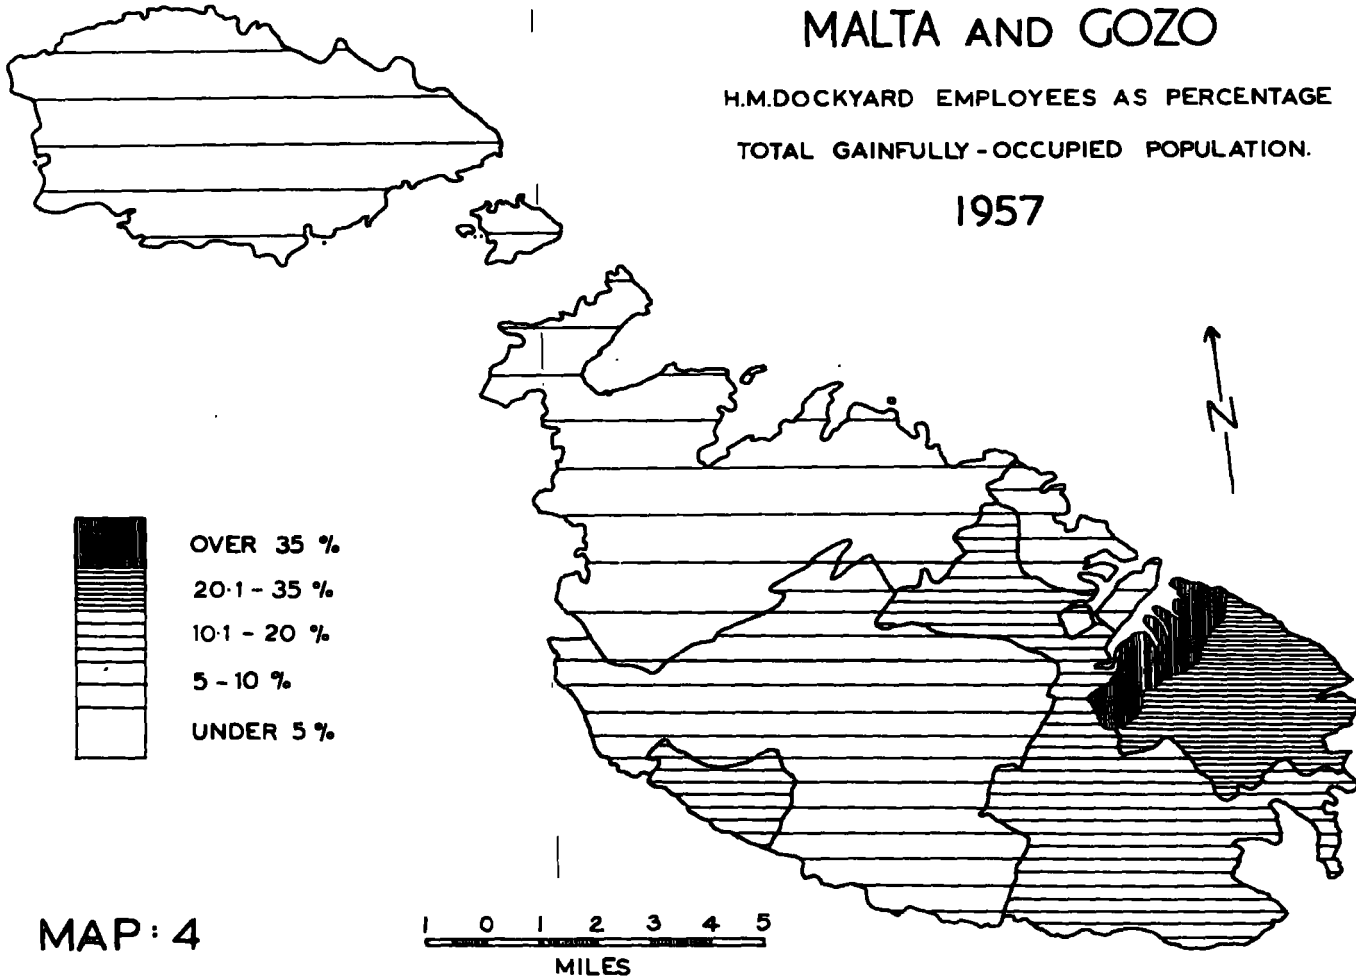 MALTA AND GOZO
H.M.DOCKYARD EMPLOYEES AS PERCENTAGE
TOTAL GAINFULLY-OCCUPIED POPULATION.
1957
N
OVER 35 %
20·1 - 35 %
10·1 - 20 %
5 - 10 %
UNDER 5 %
MAP: 4
1 0 1 2 3 4 5
MILES